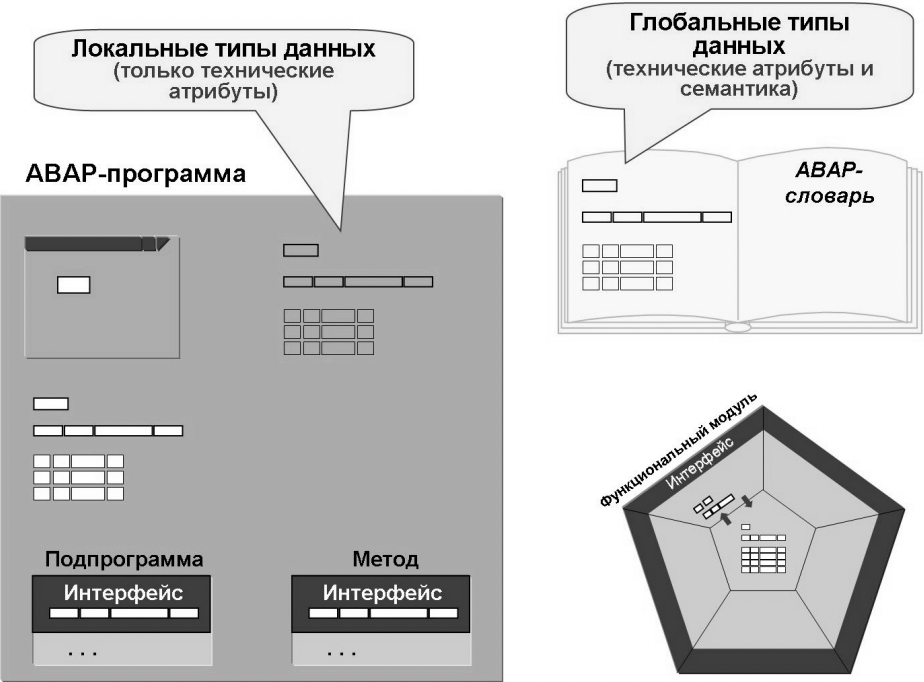 Локальные типы данных
(только технические
атрибуты)
Глобальные типы
данных
(технические атрибуты и
семантика)
ABAP-программа
ABAP-
словарь
Функциональный модуль
Интерфейс
Подпрограмма
Метод
Интерфейс
Интерфейс
. . .
. . .